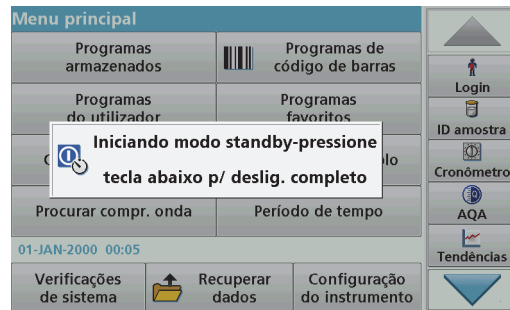 Menu principal
Programas
armazenados
Programas de
código de barras
Login
Programas
do utilizador
Programas
favoritos
ID amostra
Iniciando modo standby-pressione
tecla abaixo p/ deslig. completo
Cronômetro
Procurar compr. onda
Período de tempo
AQA
01-JAN-2000 00:05
Tendências
Verificações
de sistema
Recuperar
dados
Configuração
do instrumento